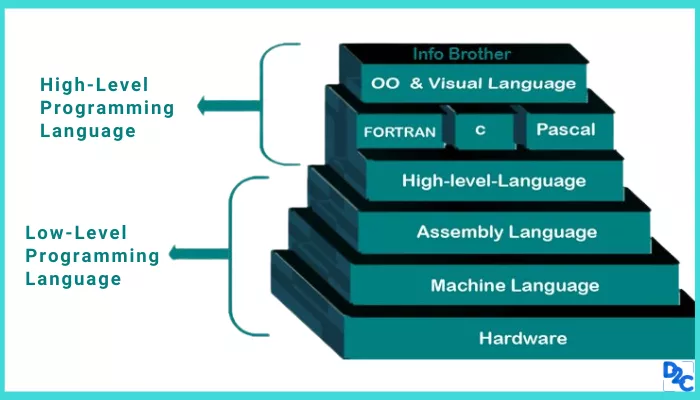 Info Brother
OO & Visual Language
High-Level
Programming
Language
FORTRAN c Pascal
High-level-Language
Low-Level
Programming
Language
Assembly Language
Machine Language
Hardware
D2C